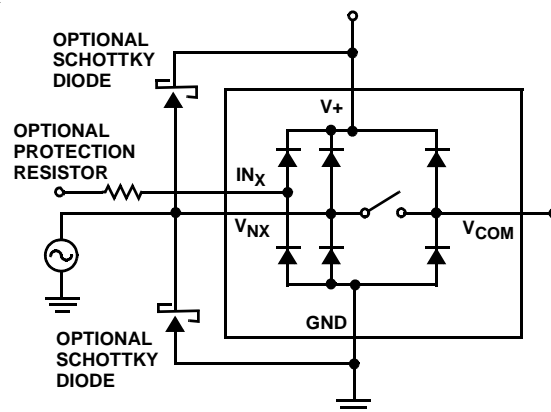 OPTIONAL
SCHOTTKY
DIODE
V+
OPTIONAL
PROTECTION
RESISTOR
INX
VNX
VCOM
GND
OPTIONAL
SCHOTTKY
DIODE